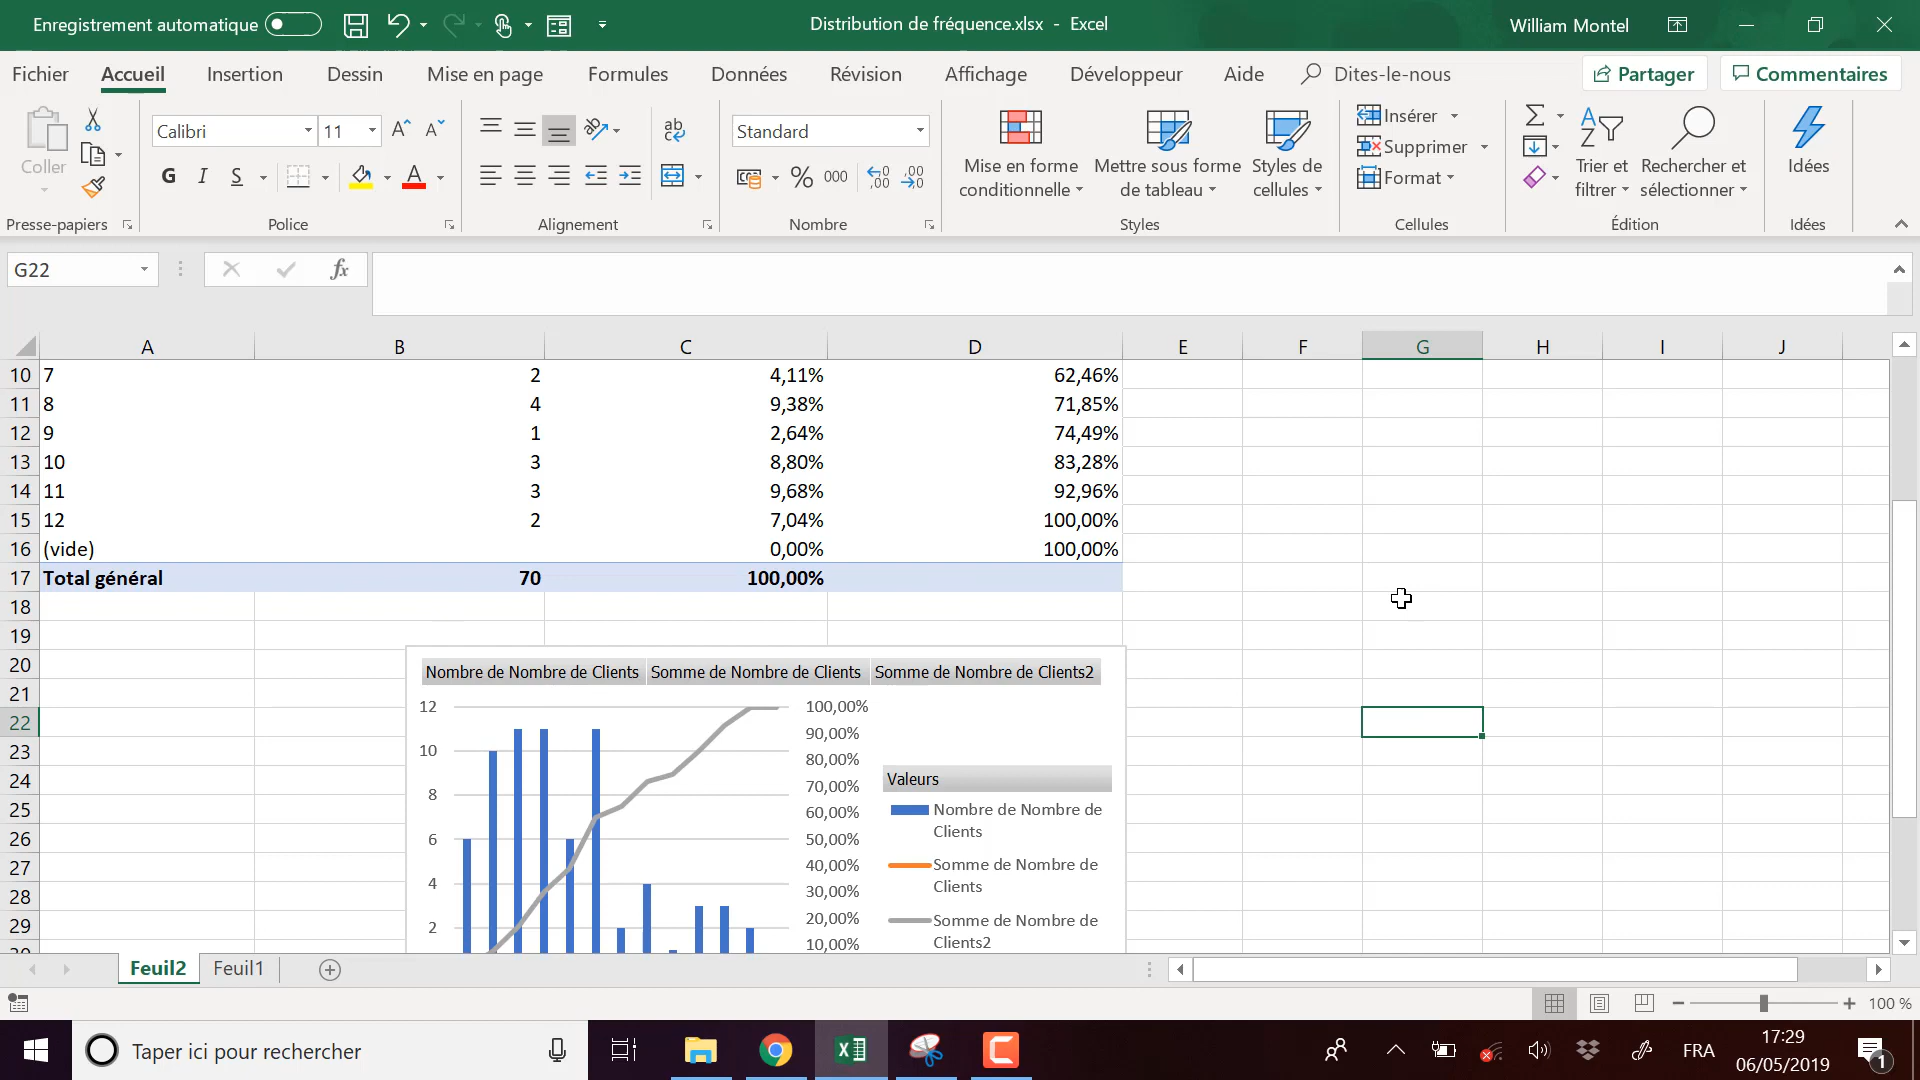 Enregistrement automatique
Distribution de fréquence.xlsx - Excel
William Montel
Fichier Accueil Insertion Dessin Mise en page Formules Données Révision Affichage Développeur Aide Dites-le-nous Partager Commentaires
Coller
Calibri 11
G I S
ab
Standard
% 000
Mise en forme conditionnelle
Mettre sous forme de tableau
Styles de cellules
Insérer
Supprimer
Format
Trier et filtrer
Rechercher et sélectionner
Idées
Presse-papiers Police Alignement Nombre Styles Cellules Édition Idées
G22 fx
A B C D E F G H I J
10 7 2 4,11% 62,46%
11 8 4 9,38% 71,85%
12 9 1 2,64% 74,49%
13 10 3 8,80% 83,28%
14 11 3 9,68% 92,96%
15 12 2 7,04% 100,00%
16 (vide) 0,00% 100,00%
17 Total général 70 100,00%
18
19
20
21
22
23
24
25
26
27
28
29
Nombre de Nombre de Clients Somme de Nombre de Clients Somme de Nombre de Clients2
12
10
8
6
4
2
100,00%
90,00%
80,00%
70,00%
60,00%
50,00%
40,00%
30,00%
20,00%
10,00%
Valeurs
Nombre de Nombre de
Clients
Somme de Nombre de
Clients
Somme de Nombre de
Clients2
Feuil2 Feuil1
100 %
Taper ici pour rechercher
FRA
17:29
06/05/2019
1